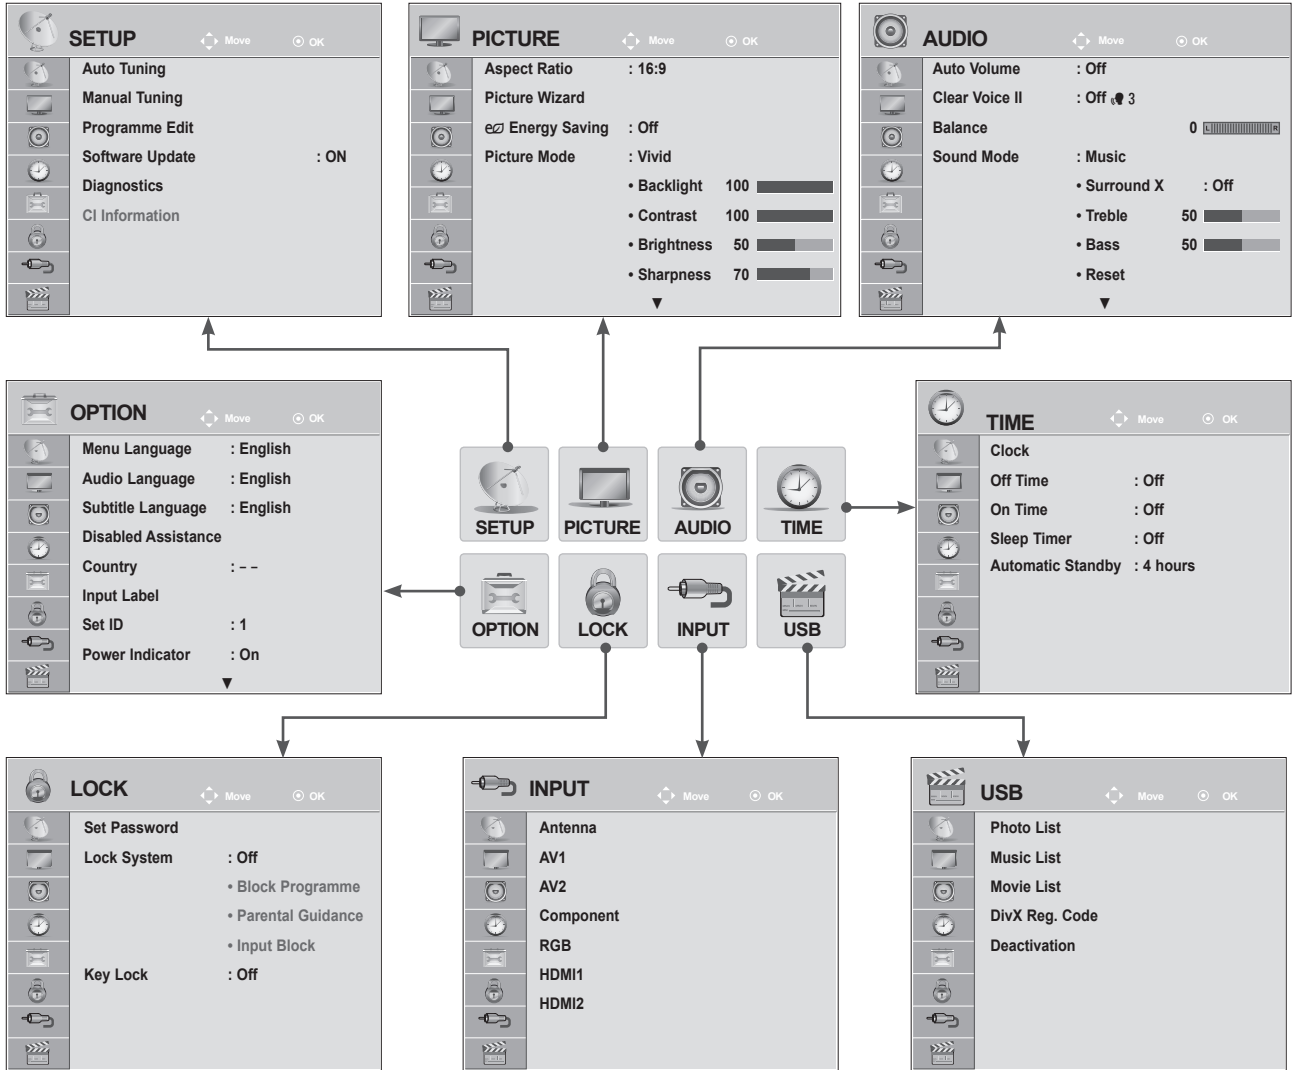 SETUP Move OK
Auto Tuning
Manual Tuning
Programme Edit
Software Update : ON
Diagnostics
CI Information
PICTURE Move OK
Aspect Ratio : 16:9
Picture Wizard
Energy Saving : Off
Picture Mode : Vivid
• Backlight 100
• Contrast 100
• Brightness 50
• Sharpness 70
▼
AUDIO Move OK
Auto Volume : Off
Clear Voice II : Off 3
Balance 0 L R
Sound Mode : Music
• Surround X : Off
• Treble 50
• Bass 50
• Reset
▼
OPTION Move OK
Menu Language : English
Audio Language : English
Subtitle Language : English
Disabled Assistance
Country : – –
Input Label
Set ID : 1
Power Indicator : On
▼
SETUP
PICTURE
AUDIO
TIME
OPTION
LOCK
INPUT
USB
TIME Move OK
Clock
Off Time : Off
On Time : Off
Sleep Timer : Off
Automatic Standby : 4 hours
LOCK Move OK
Set Password
Lock System : Off
• Block Programme
• Parental Guidance
• Input Block
Key Lock : Off
INPUT Move OK
Antenna
AV1
AV2
Component
RGB
HDMI1
HDMI2
USB Move OK
Photo List
Music List
Movie List
DivX Reg. Code
Deactivation